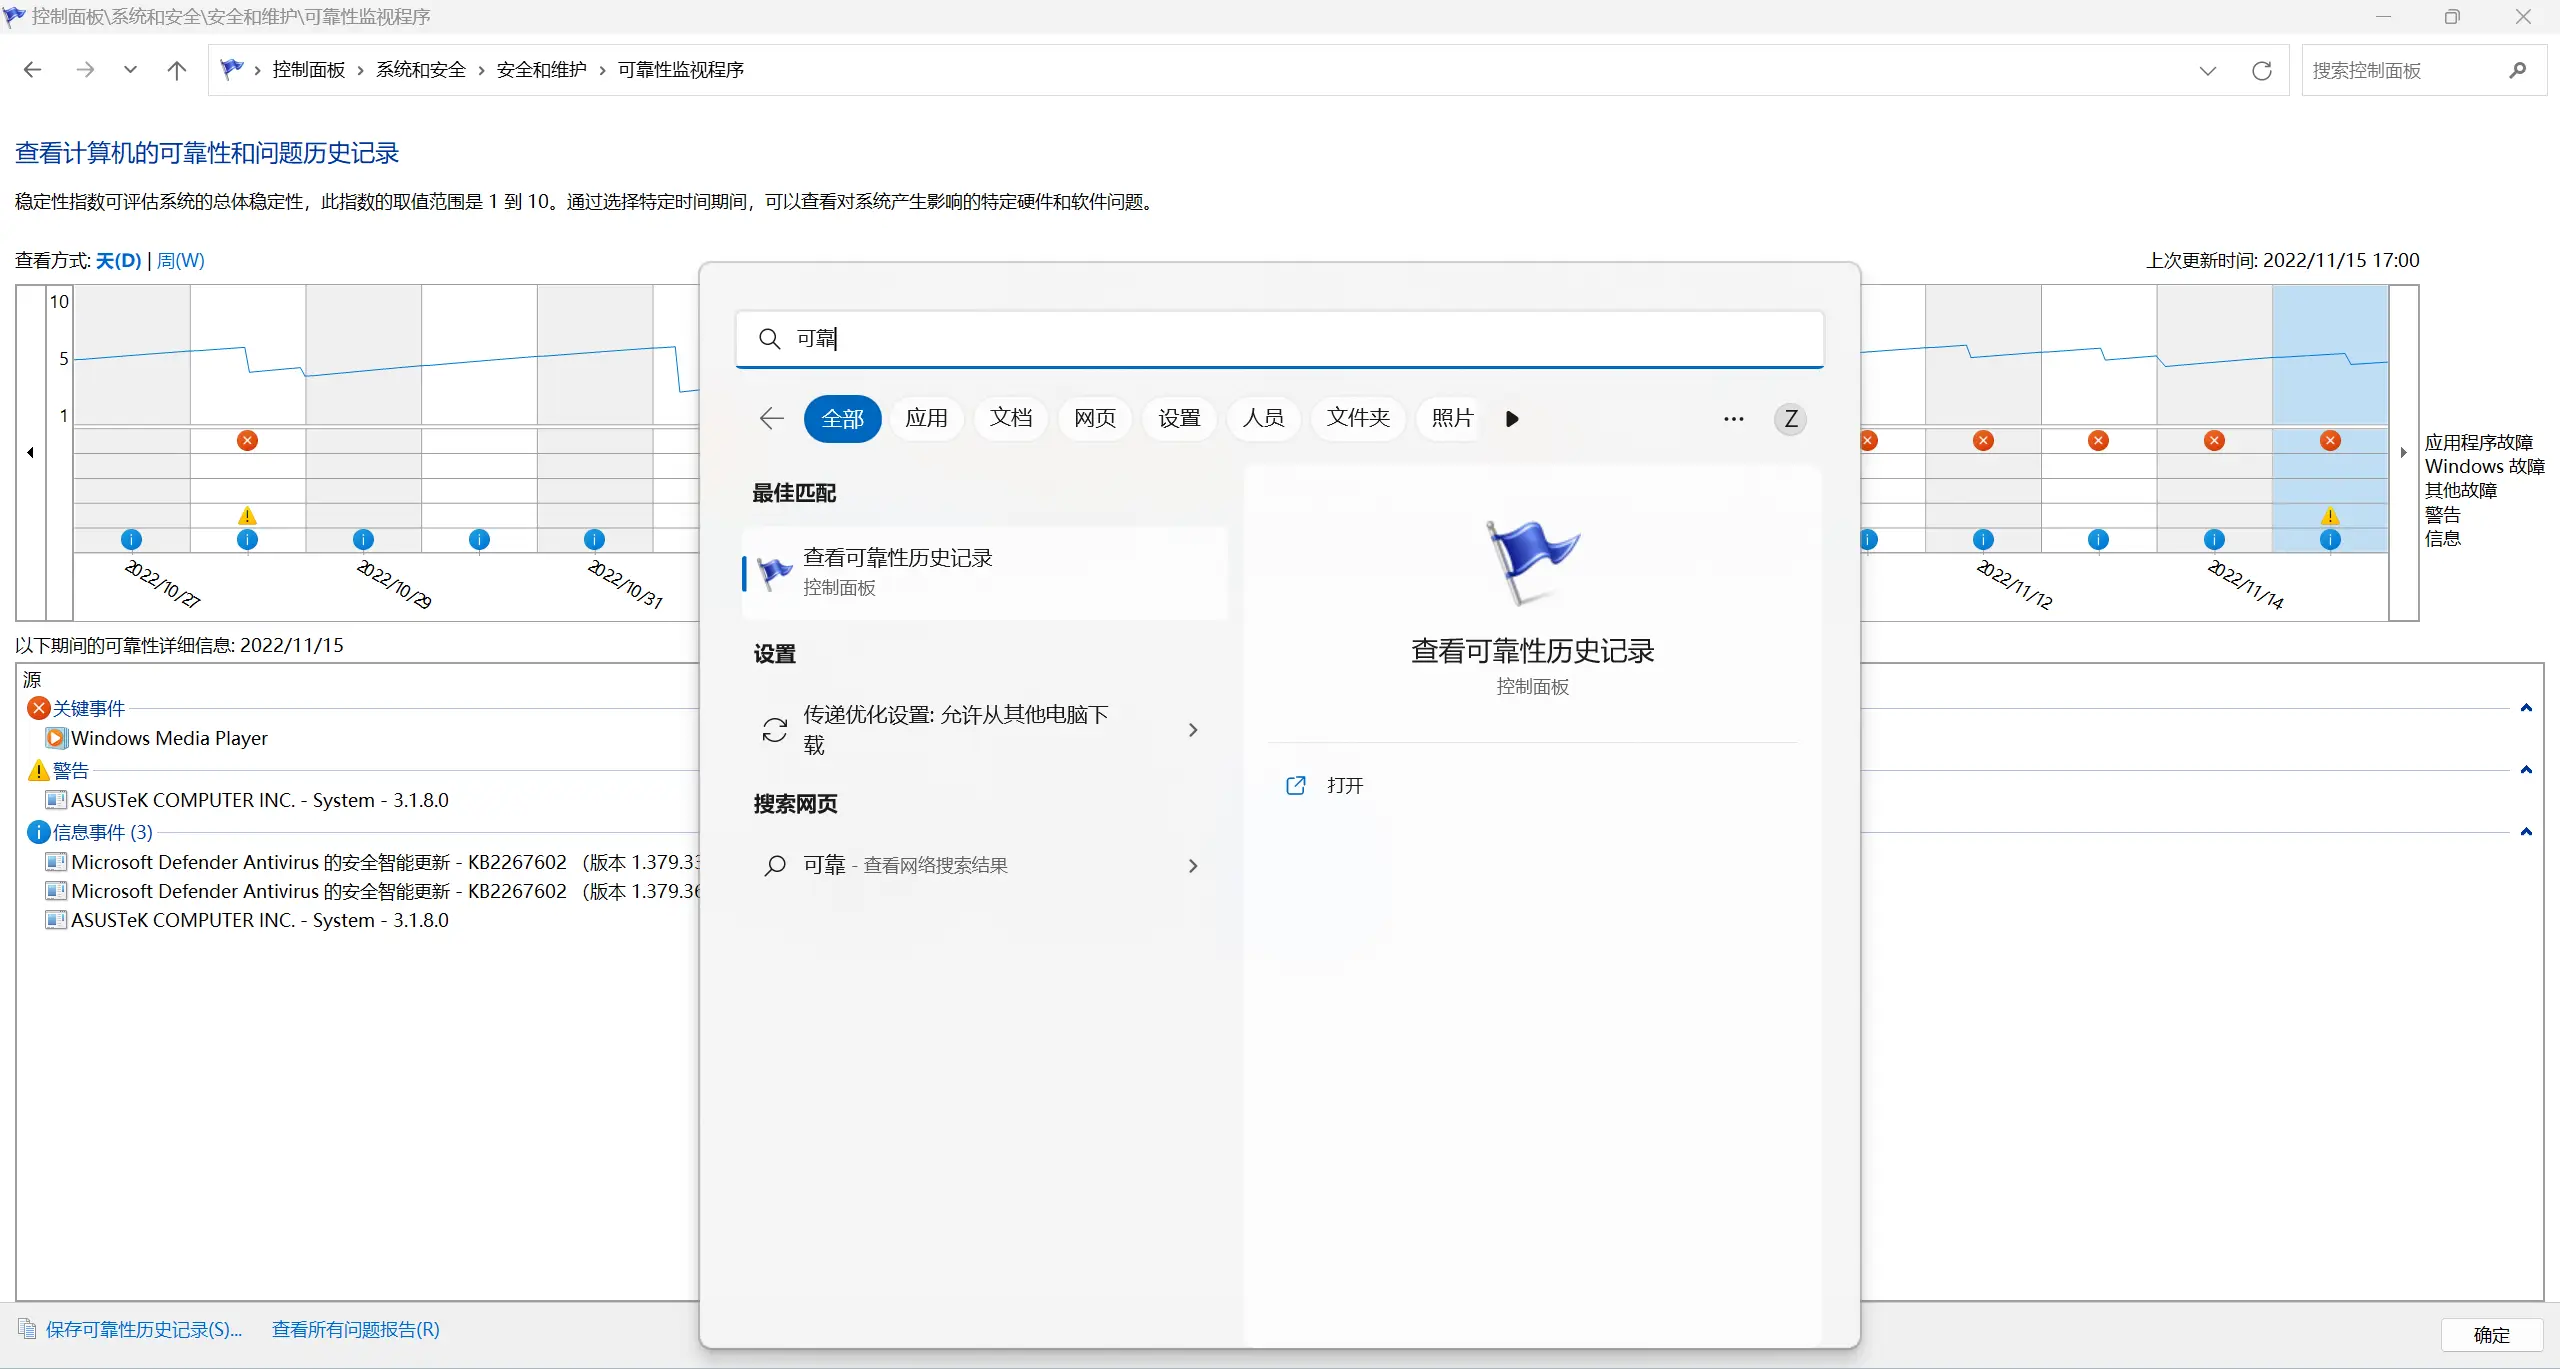 控制面板\系统和安全\安全和维护\可靠性监视程序
控制面板 › 系统和安全 › 安全和维护 › 可靠性监视程序
搜索控制面板
查看计算机的可靠性和问题历史记录
稳定性指数可评估系统的总体稳定性，此指数的取值范围是 1 到 10。通过选择特定时间期间，可以查看对系统产生影响的特定硬件和软件问题。
查看方式: 天(D) | 周(W)
上次更新时间: 2022/11/15 17:00
10
5
1
2022/10/27
2022/10/29
2022/10/31
2022/11/12
2022/11/14
应用程序故障
Windows 故障
其他故障
警告
信息
以下期间的可靠性详细信息: 2022/11/15
源
关键事件
Windows Media Player
警告
ASUSTeK COMPUTER INC. - System - 3.1.8.0
信息事件 (3)
Microsoft Defender Antivirus 的安全智能更新 - KB2267602 （版本 1.379.33
Microsoft Defender Antivirus 的安全智能更新 - KB2267602 （版本 1.379.36
ASUSTeK COMPUTER INC. - System - 3.1.8.0
保存可靠性历史记录(S)...
查看所有问题报告(R)
确定
可靠
全部 应用 文档 网页 设置 人员 文件夹 照片
Z
最佳匹配
查看可靠性历史记录
控制面板
设置
传递优化设置: 允许从其他电脑下
载
搜索网页
可靠 - 查看网络搜索结果
查看可靠性历史记录
控制面板
打开